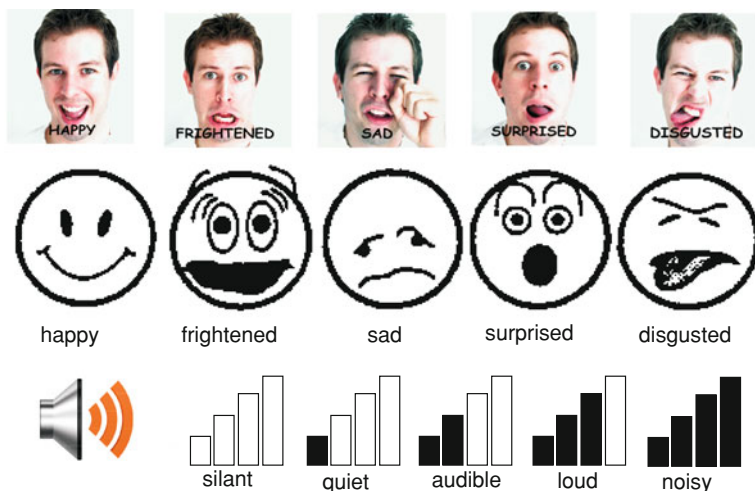 HAPPY FRIGHTENED SAD SURPRISED DISGUSTED
happy frightened sad surprised disgusted
silant quiet audible loud noisy